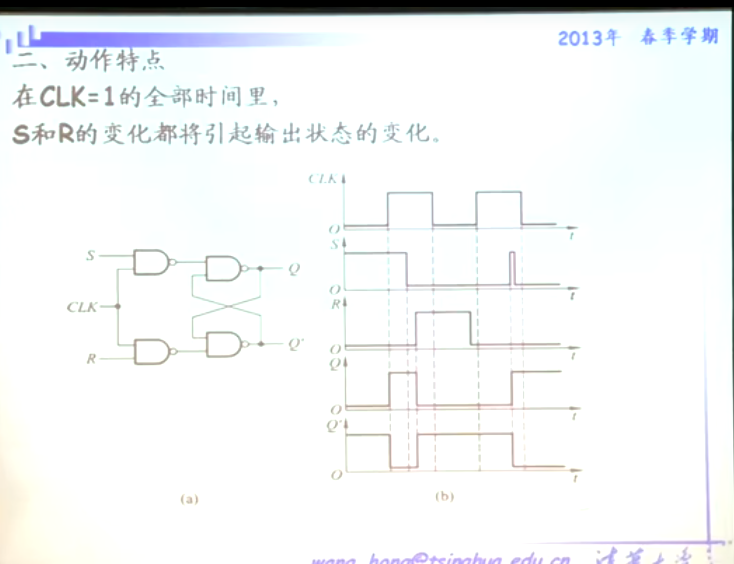 2013年 春季学期
二、动作特点
在CLK=1的全部时间里，
S和R的变化都将引起输出状态的变化。
S
CLK
R
Q
Q'
(a)
CLK
O
t
S
O
t
R
O
t
Q
O
t
Q'
O
t
(b)
wang_hong@tsinghua.edu.cn 清华大学